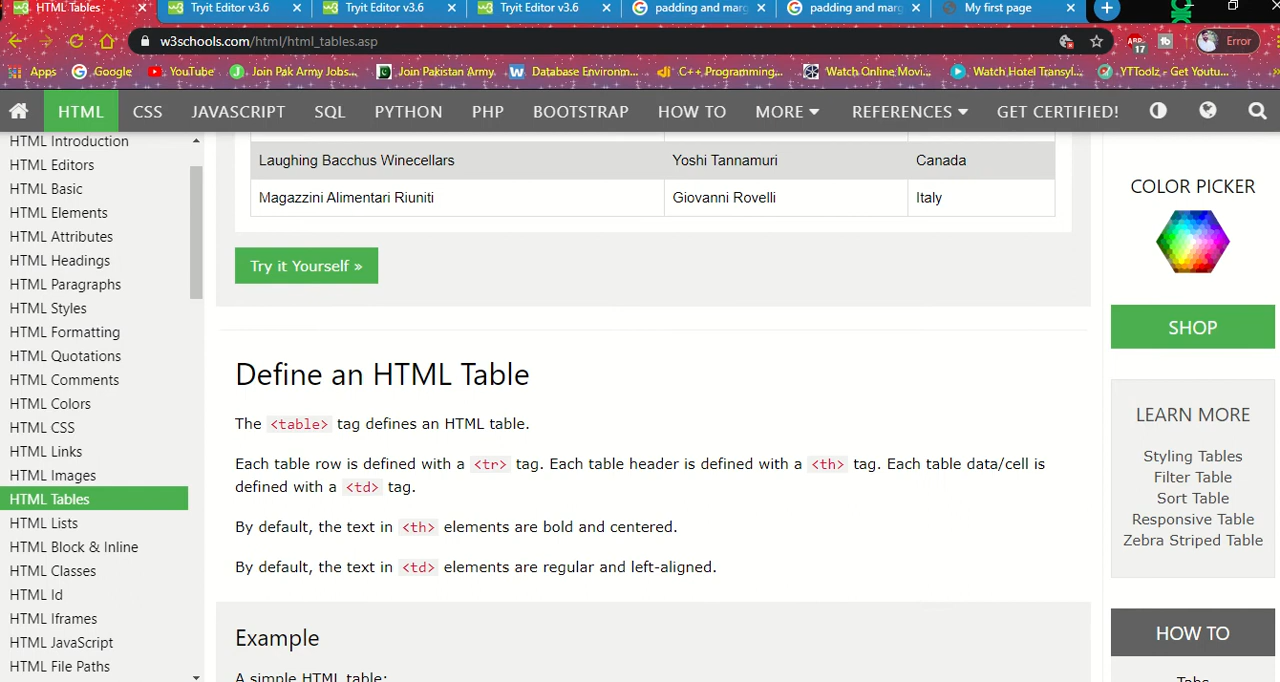 HTML Tables
Tryit Editor v3.6
Tryit Editor v3.6
Tryit Editor v3.6
padding and marg
padding and marg
My first page
w3schools.com/html/html_tables.asp
17
Error
Apps
Google
YouTube
Join Pak Army Jobs...
Join Pakistan Army
Database Environm...
C++ Programming...
Watch Online Movi...
Watch Hotel Transyl...
YTToolz - Get Youtu...
HTML
CSS
JAVASCRIPT
SQL
PYTHON
PHP
BOOTSTRAP
HOW TO
MORE
REFERENCES
GET CERTIFIED!
HTML Introduction
HTML Editors
HTML Basic
HTML Elements
HTML Attributes
HTML Headings
HTML Paragraphs
HTML Styles
HTML Formatting
HTML Quotations
HTML Comments
HTML Colors
HTML CSS
HTML Links
HTML Images
HTML Tables
HTML Lists
HTML Block & Inline
HTML Classes
HTML Id
HTML Iframes
HTML JavaScript
HTML File Paths
Laughing Bacchus Winecellars Yoshi Tannamuri Canada
Magazzini Alimentari Riuniti Giovanni Rovelli Italy
Try it Yourself »
Define an HTML Table
The <table> tag defines an HTML table.
Each table row is defined with a <tr> tag. Each table header is defined with a <th> tag. Each table data/cell is
defined with a <td> tag.
By default, the text in <th> elements are bold and centered.
By default, the text in <td> elements are regular and left-aligned.
Example
A simple HTML table:
COLOR PICKER
SHOP
LEARN MORE
Styling Tables
Filter Table
Sort Table
Responsive Table
Zebra Striped Table
HOW TO
Tabs